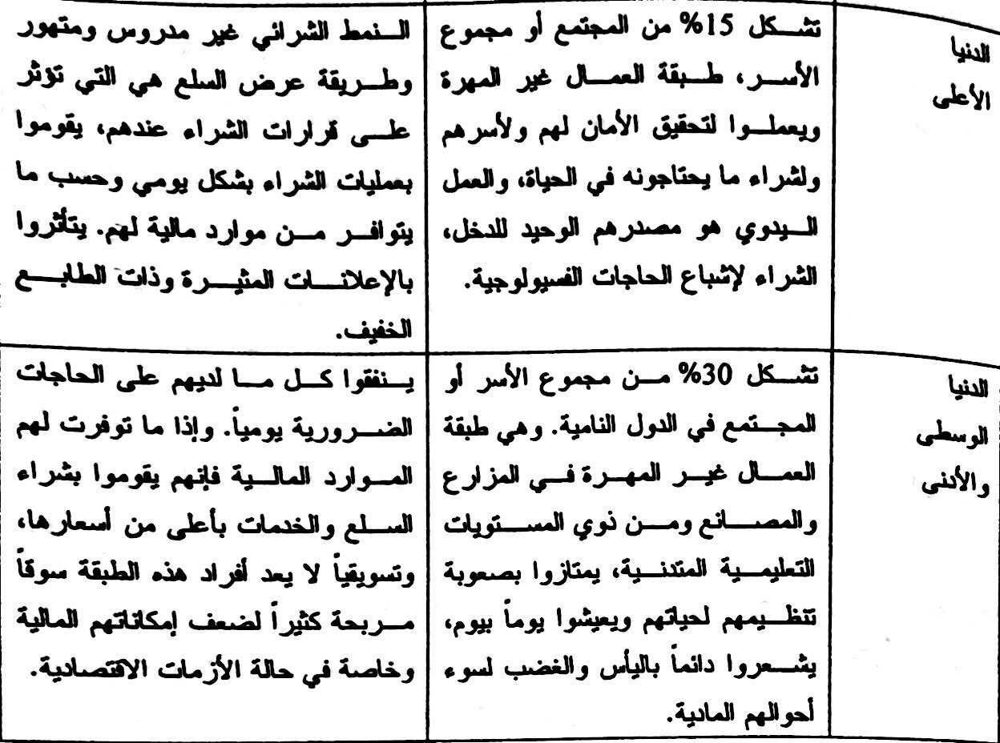 الدنيا
الأعلى
تشكل 15% من المجتمع أو مجموع
الأسر، طبقة العمال غير المهرة
ويعملوا لتحقيق الأمان لهم ولأسرهم
ولشراء ما يحتاجونه في الحياة، والعمل
اليدوي هو مصدرهم الوحيد للدخل،
الشراء لإشباع الحاجات الفسيولوجية.
النمط الشرائي غير مدروس ومتهور
وطريقة عرض السلع هي التي تؤثر
على قرارات الشراء عندهم، يقوموا
بعمليات الشراء بشكل يومي وحسب ما
يتوافر من موارد مالية لهم. يتأثروا
بالإعلانات المثيرة وذات الطابع
الخفيف.
الدنيا
الوسطى
والأدنى
تشكل 30% من مجموع الأسر أو
المجتمع في الدول النامية. وهي طبقة
العمال غير المهرة في المزارع
والمصانع ومن ذوي المستويات
التعليمية المتدنية، يمتازوا بصعوبة
تنظيمهم لحياتهم ويعيشوا يوماً بيوم،
يشعروا دائماً باليأس والغضب لسوء
أحوالهم المادية.
ينفقوا كل ما لديهم على الحاجات
الضرورية يومياً. وإذا ما توفرت لهم
الموارد المالية فإنهم يقوموا بشراء
السلع والخدمات بأعلى من أسعارها،
وتسويقياً لا يعد أفراد هذه الطبقة سوقاً
مربحة كثيراً لضعف إمكاناتهم المالية
وخاصة في حالة الأزمات الاقتصادية.